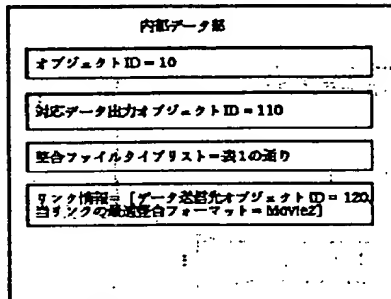 内部データ部
オブジェクトID = 10
対応データ出力オブジェクトID = 110
整合ファイルタイプリスト=表1の通り
リンク情報= [データ送信先オブジェクトID = 120,
当リンクの最適整合フォーマット= Movie2]
⋮